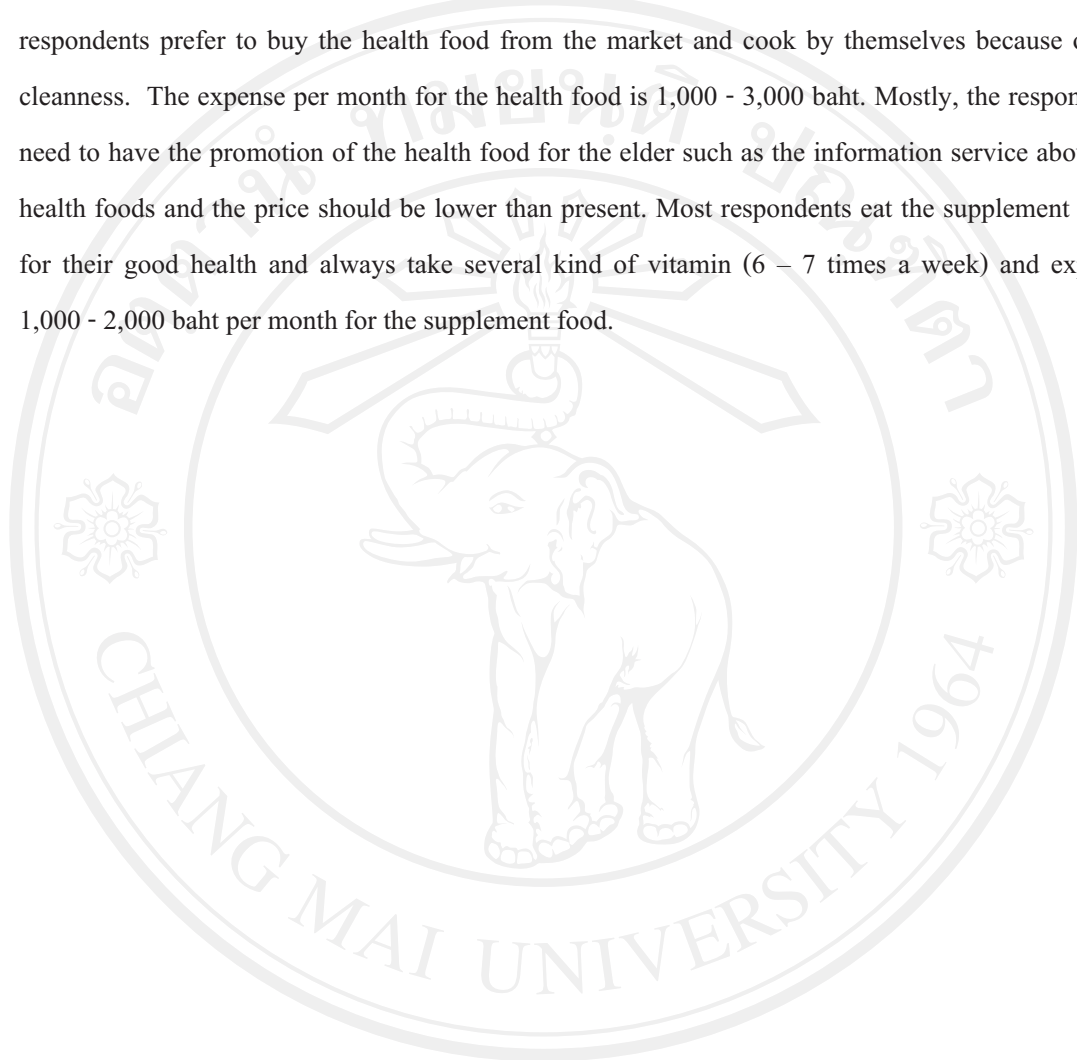 respondents prefer to buy the health food from the market and cook by themselves because
cleanness. The expense per month for the health food is 1,000 - 3,000 baht. Mostly, the
need to have the promotion of the health food for the elder such as the information service
health foods and the price should be lower than present. Most respondents eat the supplement
for their good health and always take several kind of vitamin (6 – 7 times a week) and
1,000 - 2,000 baht per month for the supplement food.
CHIANG MAI UNIVERSITY 1964